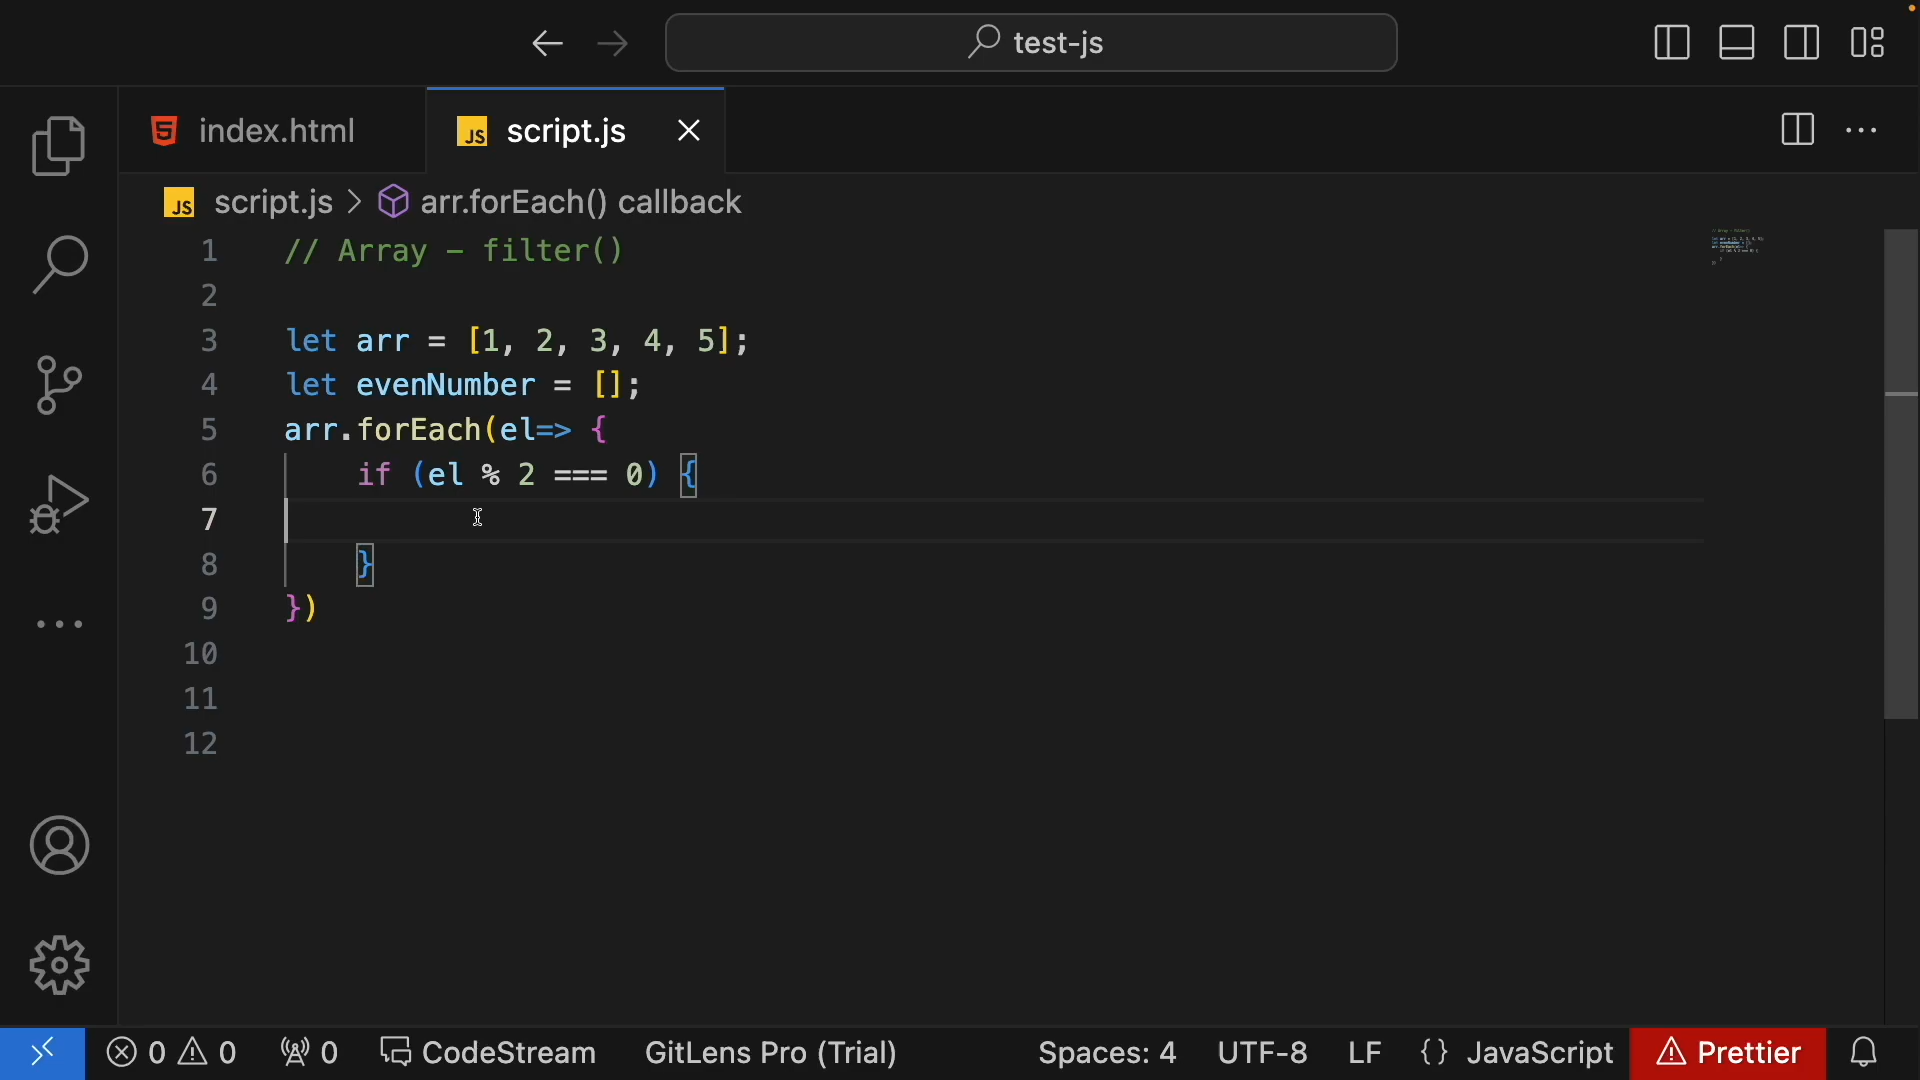 test-js
index.html
JS script.js
JS script.js > arr.forEach() callback
1 // Array - filter()
2
3 let arr = [1, 2, 3, 4, 5];
4 let evenNumber = [];
5 arr.forEach(el=> {
6 if (el % 2 === 0) {
7
8 }
9 })
10
11
12
0 0 0 CodeStream GitLens Pro (Trial) Spaces: 4 UTF-8 LF {} JavaScript Prettier